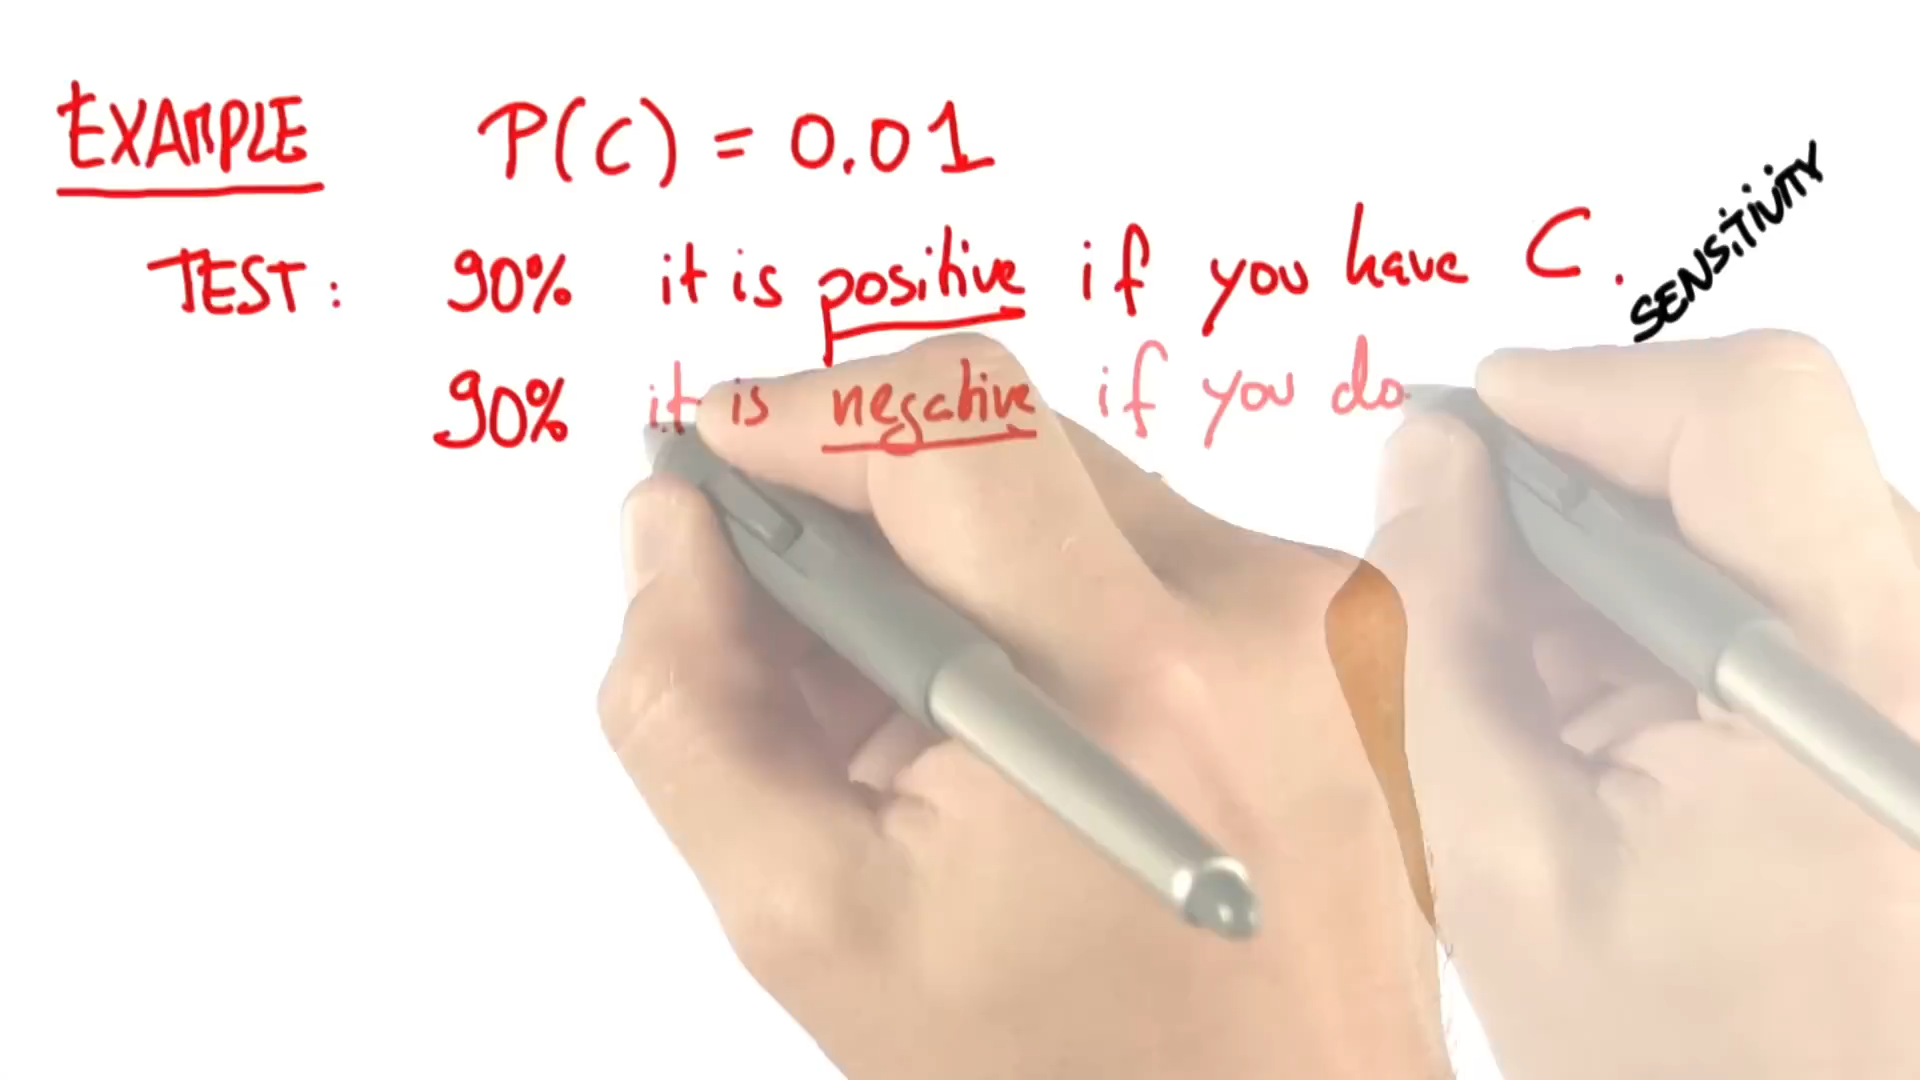 EXAMPLE P(C) = 0.01
TEST: 90% it is positive if you have C.
SENSITIVITY
90% it is negative if you do